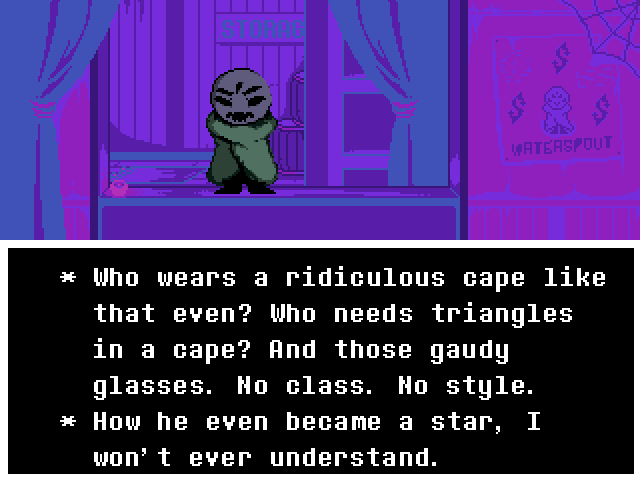 STORAG
$
$ $
WATERSPOUT
* Who wears a ridiculous cape like
that even? Who needs triangles
in a cape? And those gaudy
glasses. No class. No style.
* How he even became a star, I
won't ever understand.